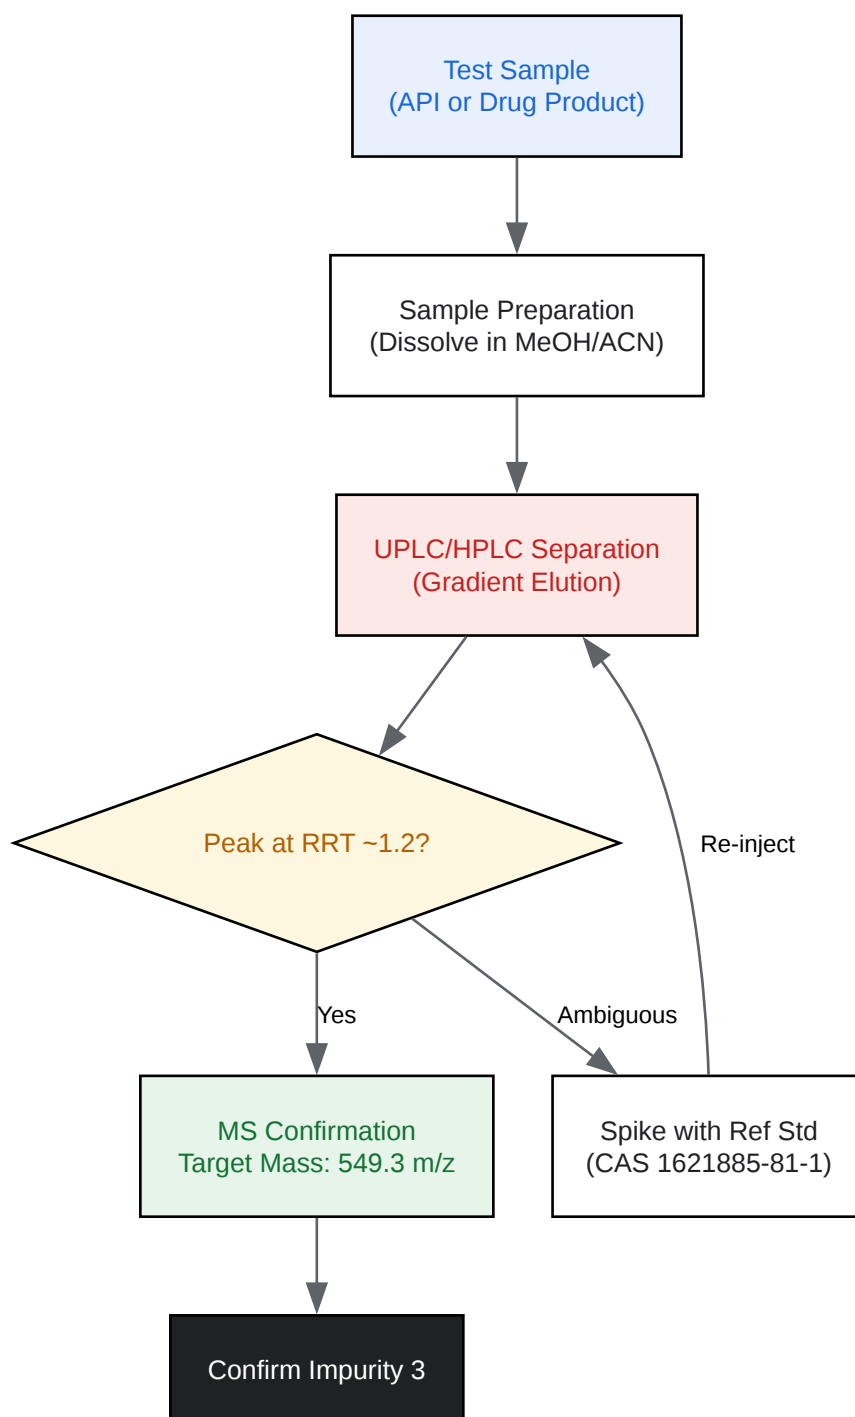 Test Sample
(API or Drug Product)
Sample Preparation
(Dissolve in MeOH/ACN)
UPLC/HPLC Separation
(Gradient Elution)
Peak at RRT ~1.2?
Re-inject
Yes
Ambiguous
MS Confirmation
Target Mass: 549.3 m/z
Spike with Ref Std
(CAS 1621885-81-1)
Confirm Impurity 3